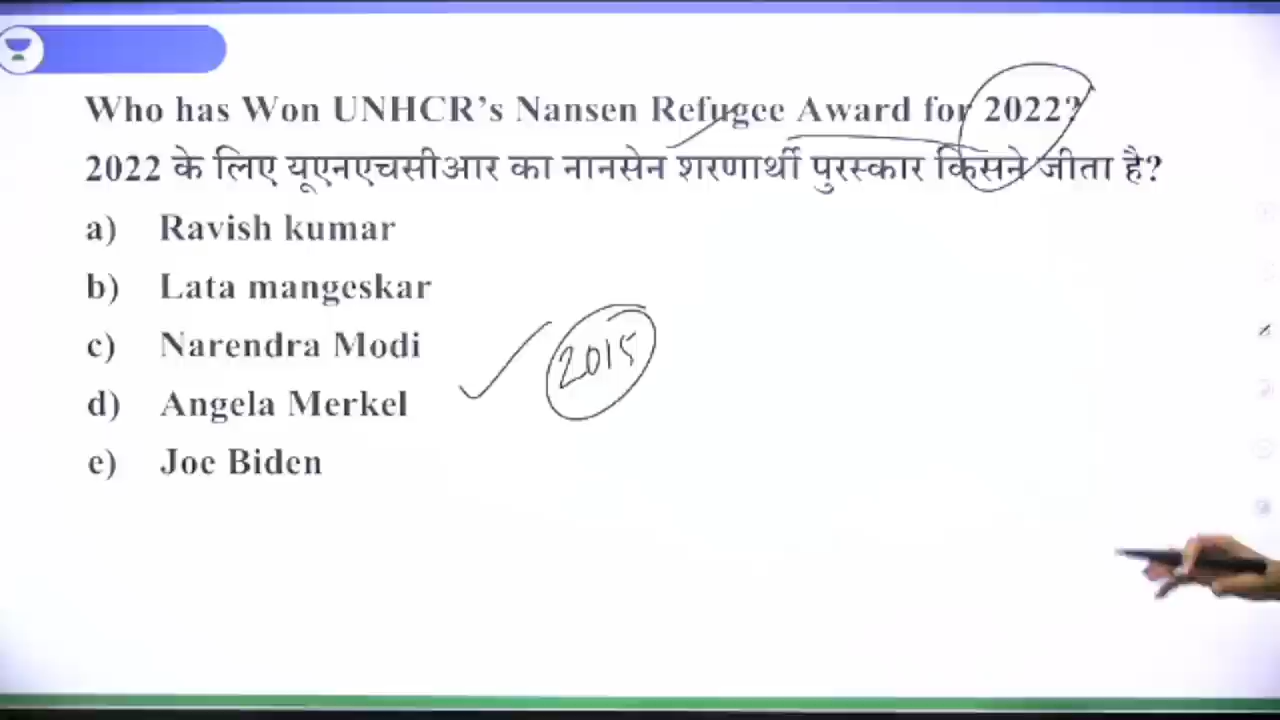 Who has Won UNHCR's Nansen Refugee Award for 2022?
2022 के लिए यूएनएचसीआर का नानसेन शरणार्थी पुरस्कार किसने जीता है?
a) Ravish kumar
b) Lata mangeskar
c) Narendra Modi
d) Angela Merkel
e) Joe Biden
2015